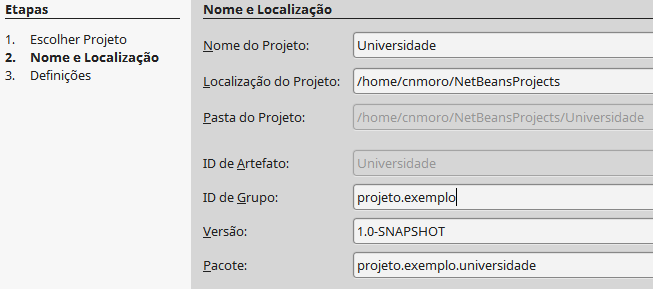 Etapas
1. Escolher Projeto
2. Nome e Localização
3. Definições
Nome e Localização
Nome do Projeto: Universidade
Localização do Projeto: /home/cnmoro/NetBeansProjects
Pasta do Projeto: /home/cnmoro/NetBeansProjects/Universidade
ID de Artefato: Universidade
ID de Grupo: projeto.exemplo
Versão: 1.0-SNAPSHOT
Pacote: projeto.exemplo.universidade